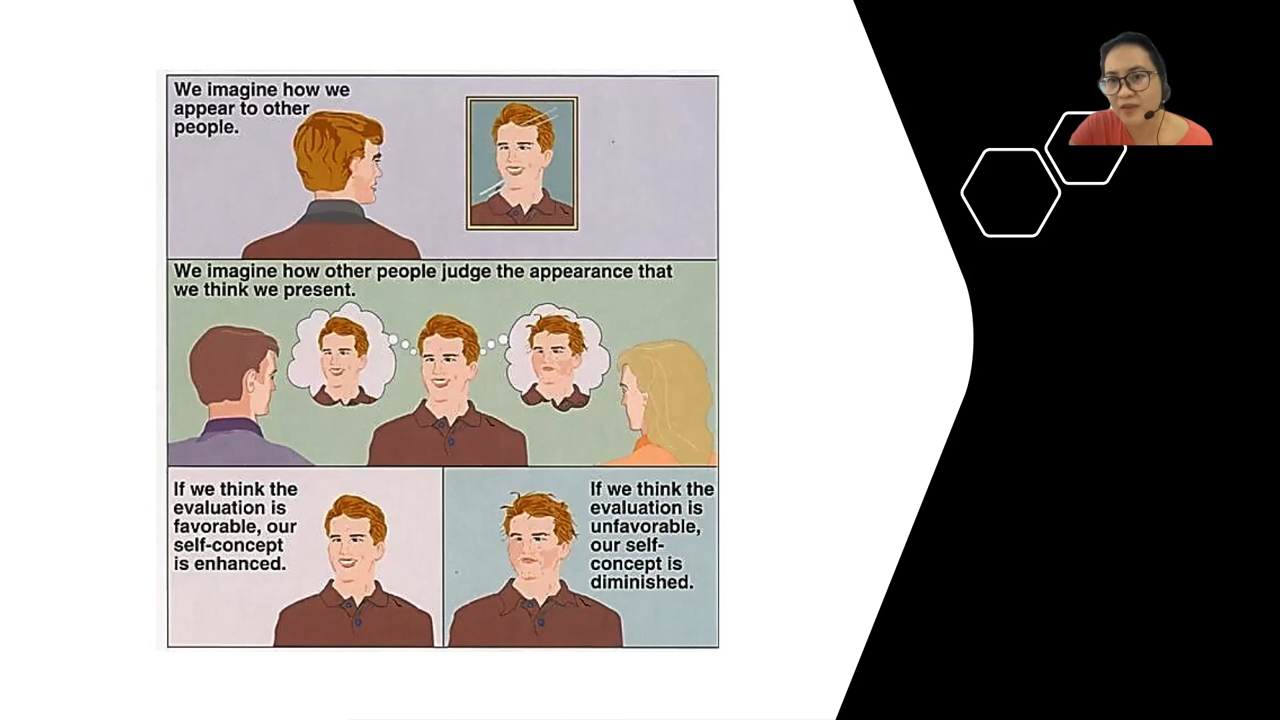 We imagine how we
appear to other
people.
We imagine how other people judge the appearance that
we think we present.
If we think the
evaluation is
favorable, our
self-concept
is enhanced.
If we think the
evaluation is
unfavorable,
our self-
concept is
diminished.